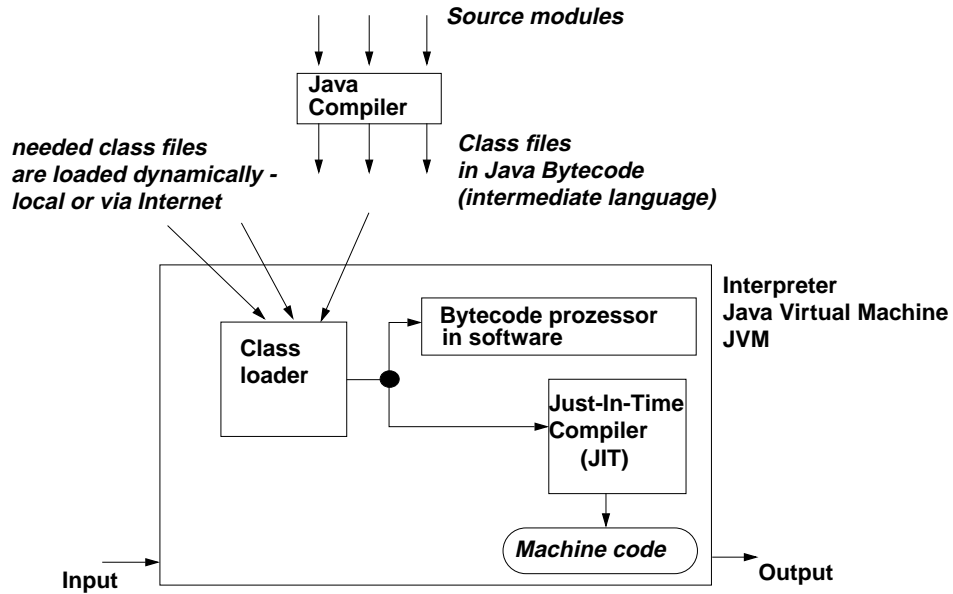 Source modules
Java
Compiler
needed class files
are loaded dynamically -
local or via Internet
Class files
in Java Bytecode
(intermediate language)
Interpreter
Java Virtual Machine
JVM
Bytecode prozessor
in software
Class
loader
Just-In-Time
Compiler
(JIT)
Machine code
Input
Output